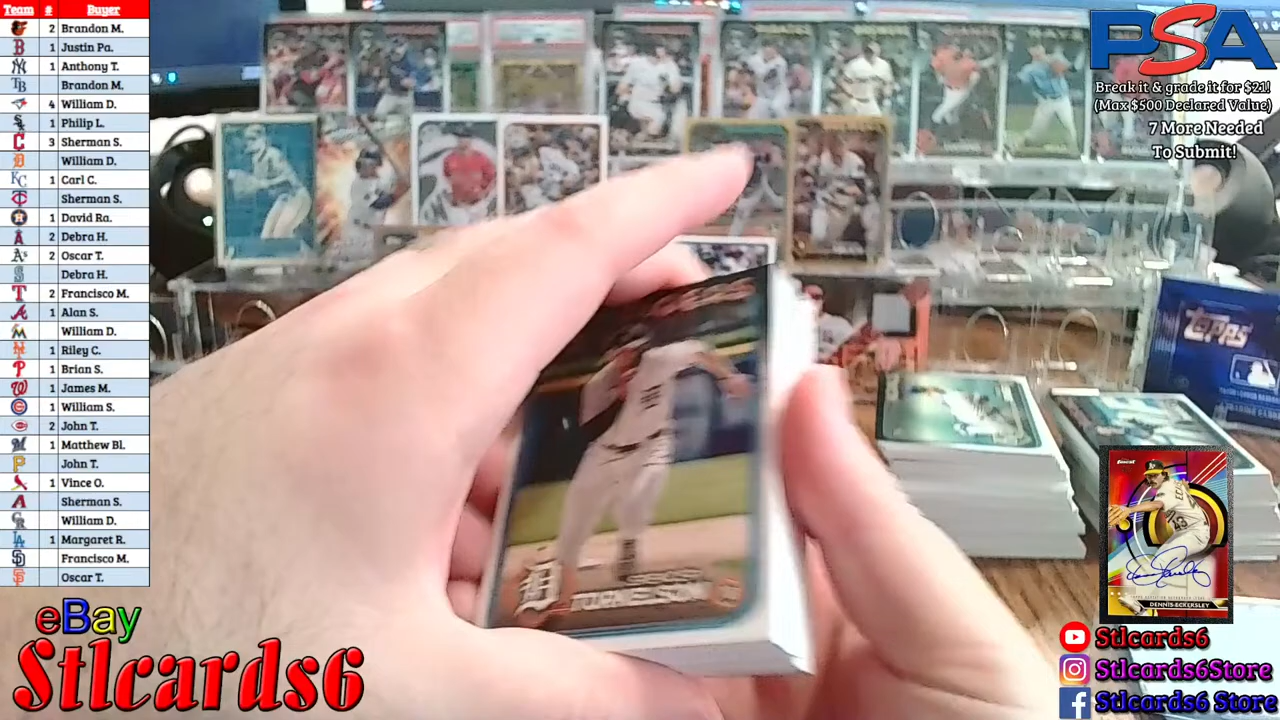 Team # Buyer
2 Brandon M.
1 Justin Pa.
1 Anthony T.
Brandon M.
4 William D.
1 Philip L.
3 Sherman S.
William D.
1 Carl C.
Sherman S.
1 David Ra.
2 Debra H.
2 Oscar T.
Debra H.
2 Francisco M.
1 Alan S.
William D.
1 Riley C.
1 Brian S.
1 James M.
1 William S.
2 John T.
1 Matthew Bl.
John T.
1 Vince O.
Sherman S.
William D.
1 Margaret R.
Francisco M.
Oscar T.
eBay
Stlcards6
PSA
Break it & grade it for $21!
(Max $500 Declared Value)
7 More Needed
To Submit!
TIGERS
SPENCER
TORKELSON
TOPPS
finest
DENNIS ECKERSLEY
Stlcards6
Stlcards6Store
Stlcards6 Store